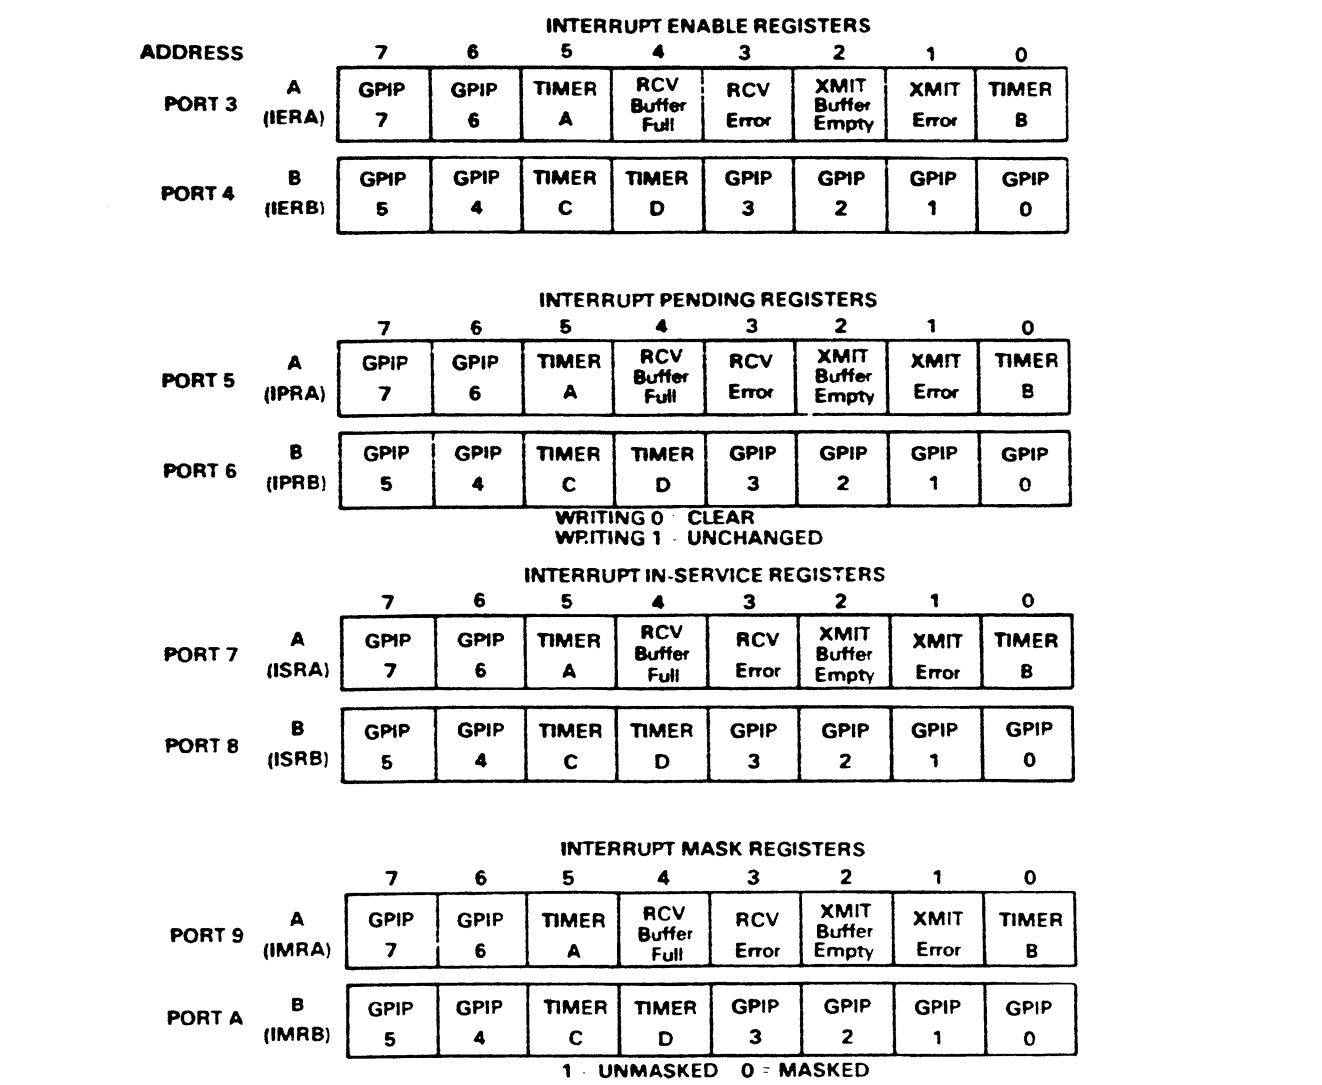 INTERRUPT ENABLE REGISTERS
ADDRESS 7 6 5 4 3 2 1 0
PORT 3 A (IERA) GPIP 7 GPIP 6 TIMER A RCV Buffer Full RCV Error XMIT Buffer Empty XMIT Error TIMER B
PORT 4 B (IERB) GPIP 5 GPIP 4 TIMER C TIMER D GPIP 3 GPIP 2 GPIP 1 GPIP 0
INTERRUPT PENDING REGISTERS
7 6 5 4 3 2 1 0
PORT 5 A (IPRA) GPIP 7 GPIP 6 TIMER A RCV Buffer Full RCV Error XMIT Buffer Empty XMIT Error TIMER B
PORT 6 B (IPRB) GPIP 5 GPIP 4 TIMER C TIMER D GPIP 3 GPIP 2 GPIP 1 GPIP 0
WRITING 0 - CLEAR
WRITING 1 - UNCHANGED
INTERRUPT IN-SERVICE REGISTERS
7 6 5 4 3 2 1 0
PORT 7 A (ISRA) GPIP 7 GPIP 6 TIMER A RCV Buffer Full RCV Error XMIT Buffer Empty XMIT Error TIMER B
PORT 8 B (ISRB) GPIP 5 GPIP 4 TIMER C TIMER D GPIP 3 GPIP 2 GPIP 1 GPIP 0
INTERRUPT MASK REGISTERS
7 6 5 4 3 2 1 0
PORT 9 A (IMRA) GPIP 7 GPIP 6 TIMER A RCV Buffer Full RCV Error XMIT Buffer Empty XMIT Error TIMER B
PORT A B (IMRB) GPIP 5 GPIP 4 TIMER C TIMER D GPIP 3 GPIP 2 GPIP 1 GPIP 0
1 - UNMASKED 0 = MASKED